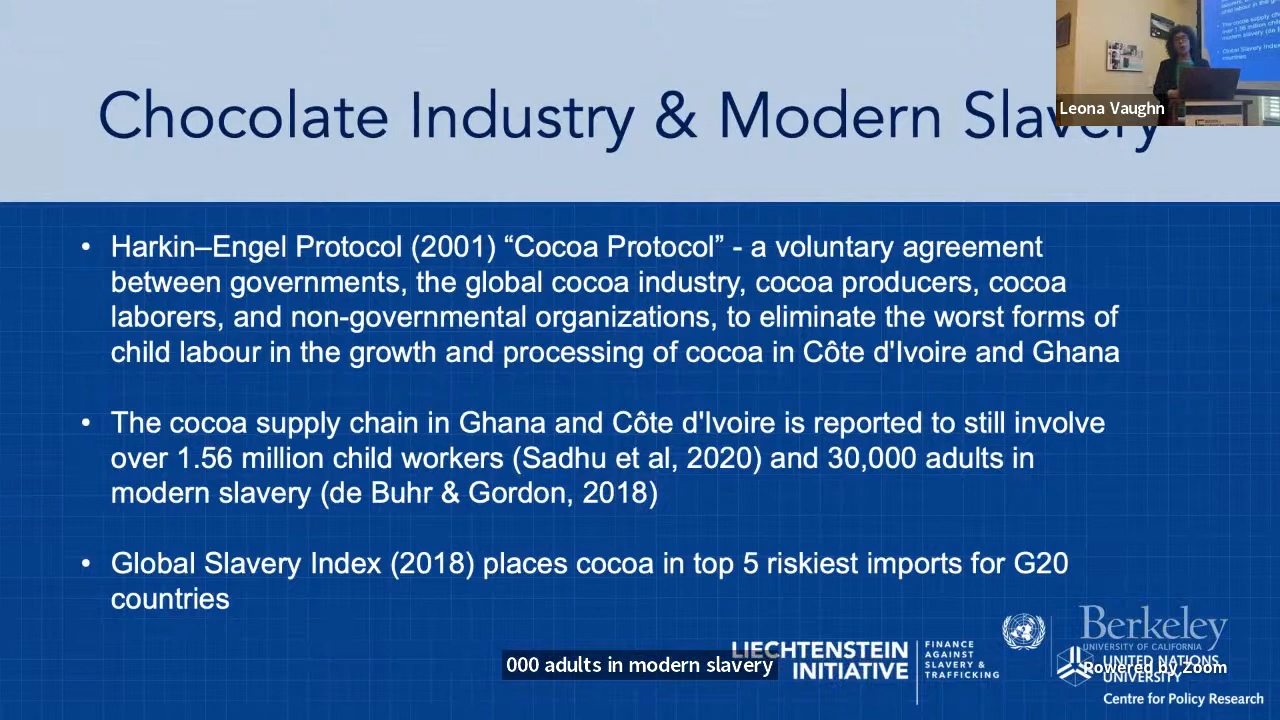 Chocolate Industry & Modern Slavery
Leona Vaughn
• Harkin–Engel Protocol (2001) “Cocoa Protocol” - a voluntary agreement
between governments, the global cocoa industry, cocoa producers, cocoa
laborers, and non-governmental organizations, to eliminate the worst forms of
child labour in the growth and processing of cocoa in Côte d'Ivoire and Ghana
• The cocoa supply chain in Ghana and Côte d'Ivoire is reported to still involve
over 1.56 million child workers (Sadhu et al, 2020) and 30,000 adults in
modern slavery (de Buhr & Gordon, 2018)
• Global Slavery Index (2018) places cocoa in top 5 riskiest imports for G20
countries
000 adults in modern slavery
LIECHTENSTEIN
INITIATIVE
FINANCE
AGAINST
SLAVERY &
TRAFFICKING
Berkeley
UNIVERSITY OF CALIFORNIA
UNITED NATIONS
UNIVERSITY
Powered by Zoom
Centre for Policy Research